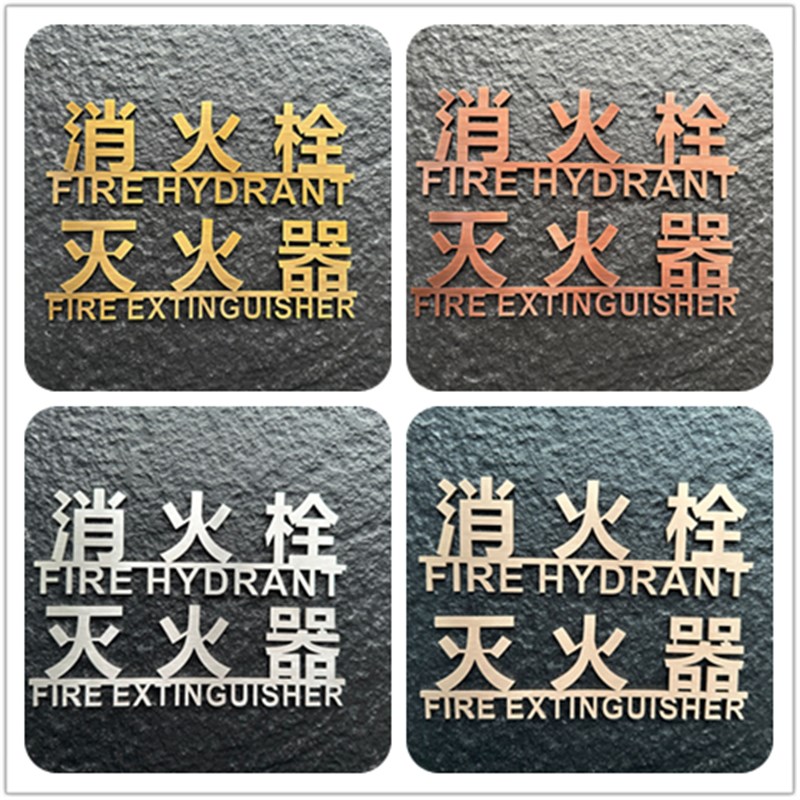 消火栓
FIRE HYDRANT
灭火器
FIRE EXTINGUISHER
消火栓
FIRE HYDRANT
灭火器
FIRE EXTINGUISHER
消火栓
FIRE HYDRANT
灭火器
FIRE EXTINGUISHER
消火栓
FIRE HYDRANT
灭火器
FIRE EXTINGUISHER